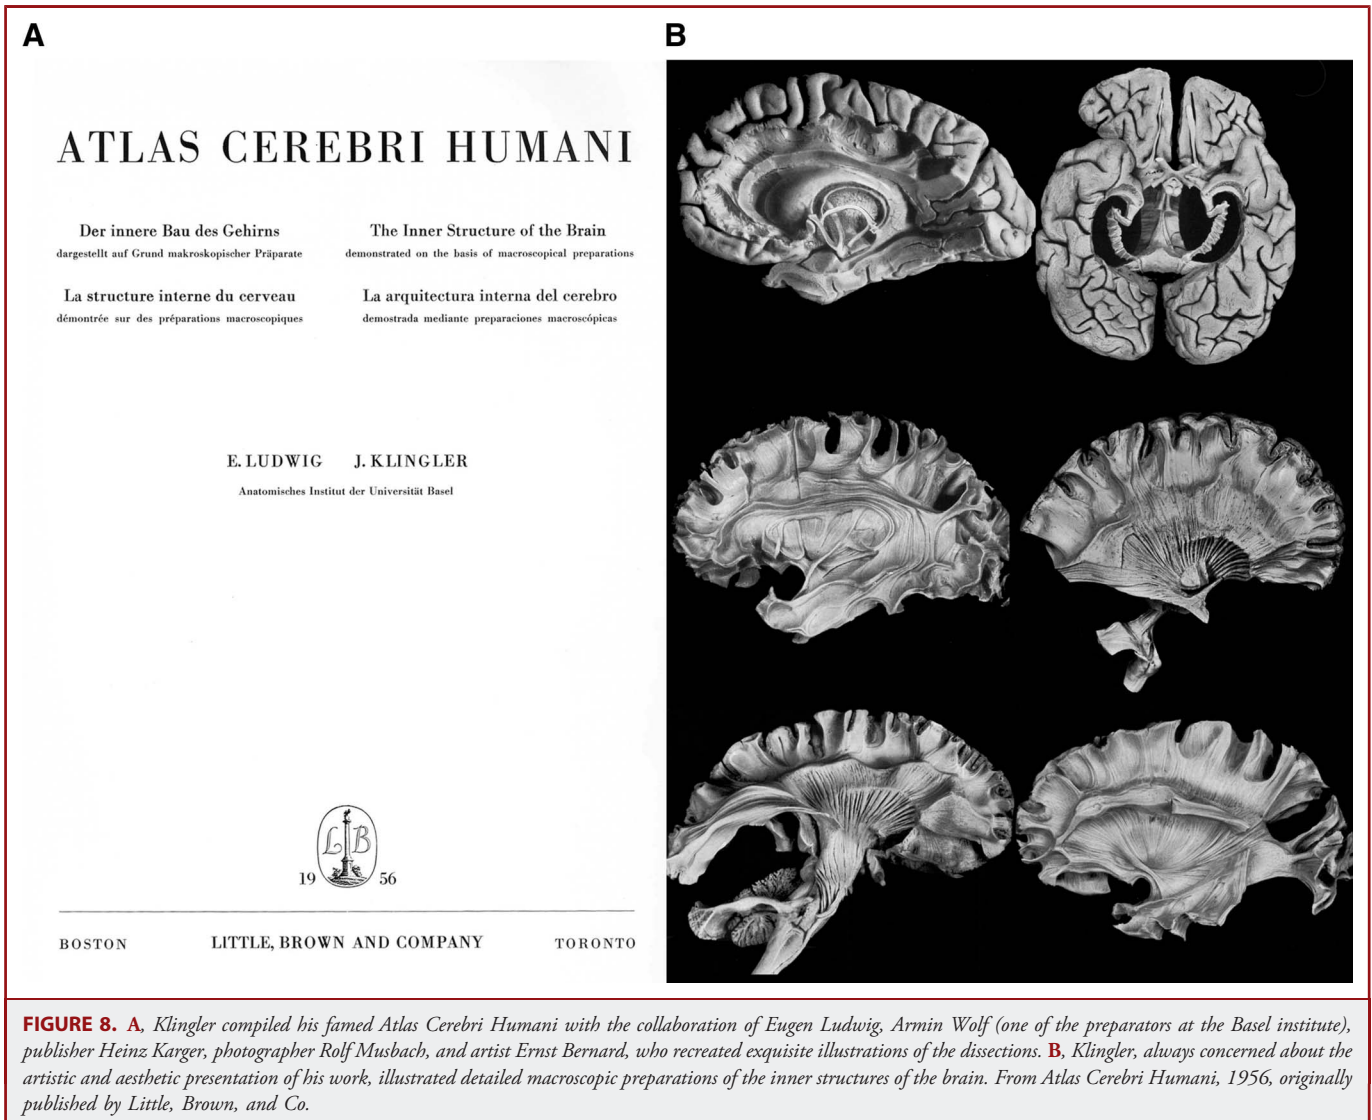 A
B
ATLAS CEREBRI HUMANI
Der innere Bau des Gehirns
dargestellt auf Grund makroskopischer Präparate
The Inner Structure of the Brain
demonstrated on the basis of macroscopical preparations
La structure interne du cerveau
démontrée sur des préparations macroscopiques
La arquitectura interna del cerebro
demostrada mediante preparaciones macroscópicas
E. LUDWIG J. KLINGLER
Anatomisches Institut der Universität Basel
L B
19 56
BOSTON LITTLE, BROWN AND COMPANY TORONTO
FIGURE 8. A, Klingler compiled his famed Atlas Cerebri Humani with the collaboration of Eugen Ludwig, Armin Wolf (one of the preparators at the Basel institute),
publisher Heinz Karger, photographer Rolf Musbach, and artist Ernst Bernard, who recreated exquisite illustrations of the dissections. B, Klingler, always concerned about the
artistic and aesthetic presentation of his work, illustrated detailed macroscopic preparations of the inner structures of the brain. From Atlas Cerebri Humani, 1956, originally
published by Little, Brown, and Co.